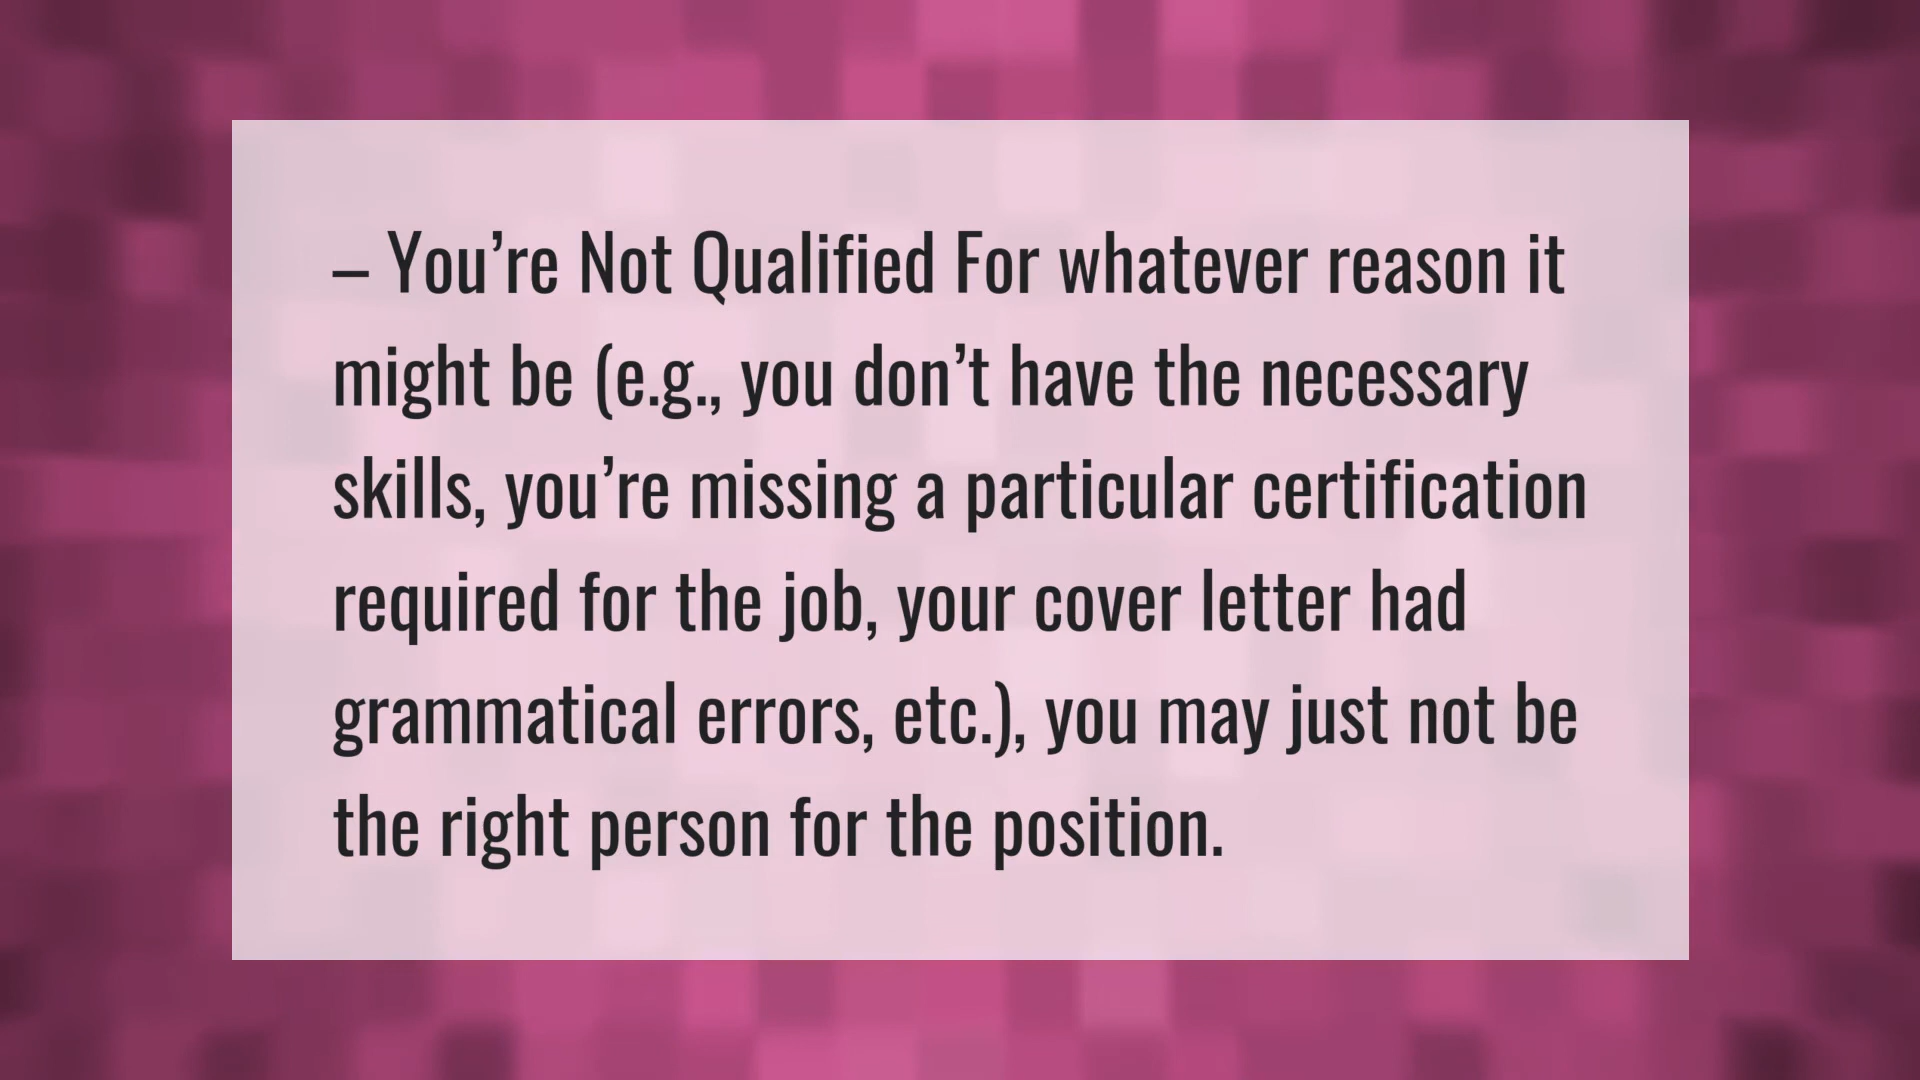 – You’re Not Qualified For whatever reason it
might be (e.g., you don’t have the necessary
skills, you’re missing a particular certification
required for the job, your cover letter had
grammatical errors, etc.), you may just not be
the right person for the position.